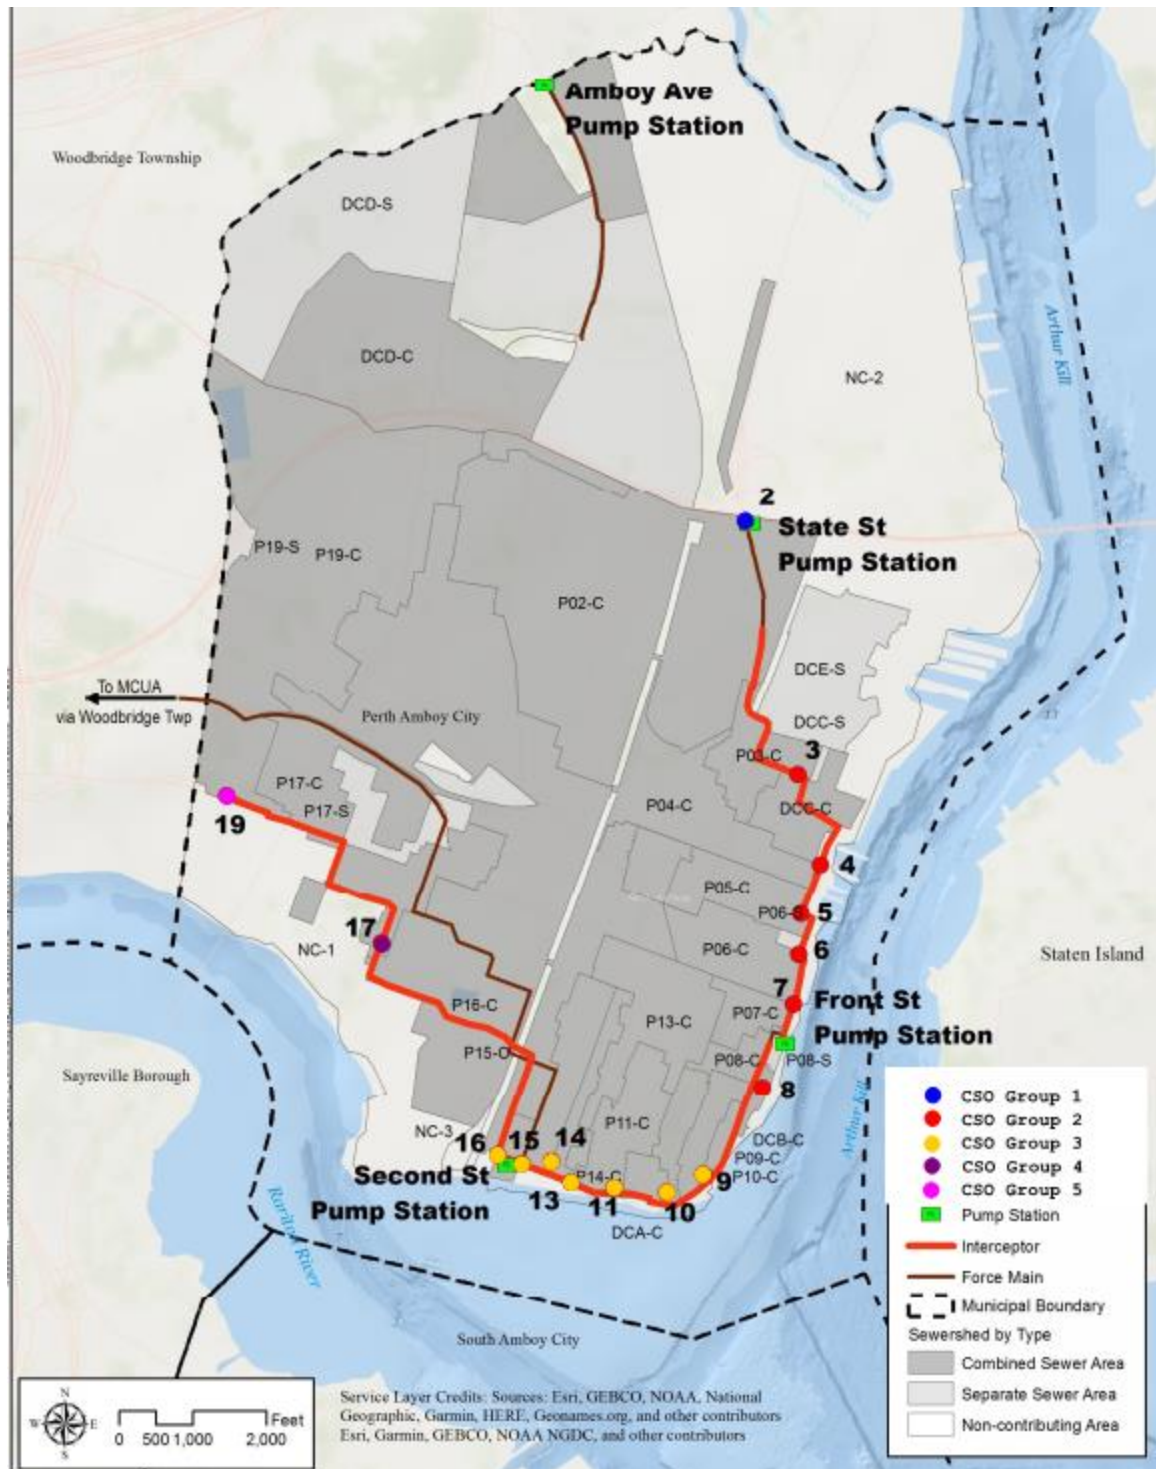 Amboy Ave
Pump Station
Woodbridge Township
DCD-S
Arthur Kill
DCD-C
NC-2
2
State St
Pump Station
P19-S
P19-C
P02-C
DCE-S
To MCUA
via Woodbridge Twp
Perth Amboy City
DCC-S
P03-C
3
P17-C
P17-S
P04-C
DCC-C
19
4
P05-C
P06-S
5
17
NC-1
P06-C
6
Staten Island
7
Front St
Pump Station
P16-C
P13-C
P07-C
P15-C
P08-C
P08-S
Sayreville Borough
8
Arthur Kill
P11-C
NC-3
16
15
14
DCB-C
P09-C
P10-C
9
Second St
Pump Station
P14-C
13
11
10
DCA-C
Raritan River
South Amboy City
CSO Group 1
CSO Group 2
CSO Group 3
CSO Group 4
CSO Group 5
Pump Station
Interceptor
Force Main
Municipal Boundary
Sewershed by Type
Combined Sewer Area
Separate Sewer Area
Non-contributing Area
N
W E
S
Feet
0 500 1,000 2,000
Service Layer Credits: Sources: Esri, GEBCO, NOAA, National
Geographic, Garmin, HERE, Geonames.org, and other contributors
Esri, Garmin, GEBCO, NOAA NGDC, and other contributors